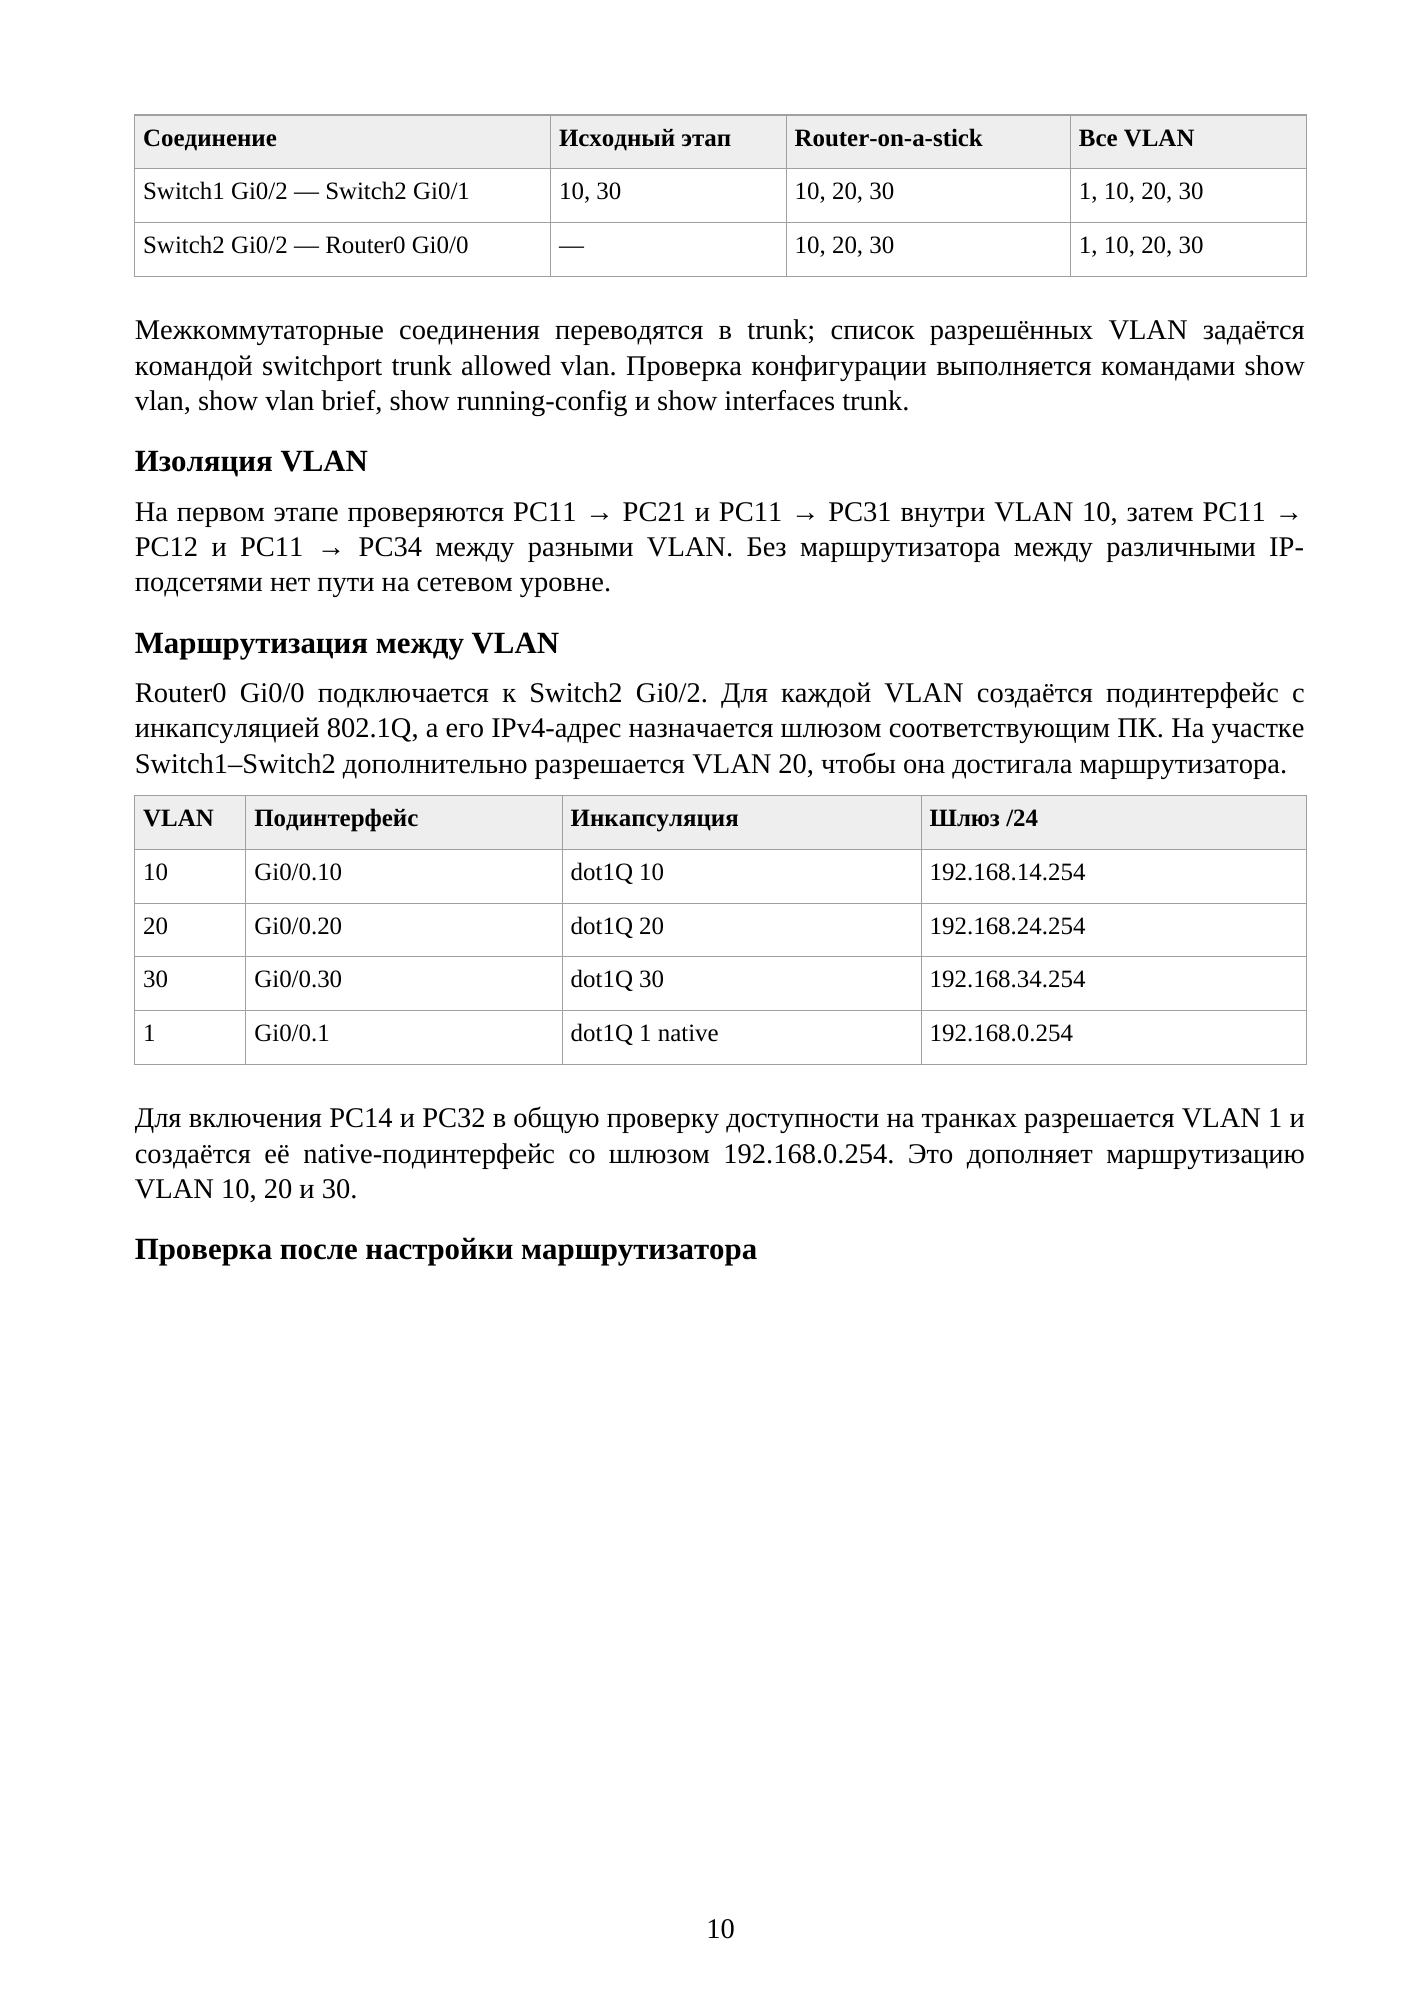 Соединение Исходный этап Router-on-a-stick Все VLAN
Switch1 Gi0/2 — Switch2 Gi0/1 10, 30 10, 20, 30 1, 10, 20, 30
Switch2 Gi0/2 — Router0 Gi0/0 — 10, 20, 30 1, 10, 20, 30
Межкоммутаторные соединения переводятся в trunk; список разрешённых VLAN задаётся
командой switchport trunk allowed vlan. Проверка конфигурации выполняется командами show
vlan, show vlan brief, show running-config и show interfaces trunk.
Изоляция VLAN
На первом этапе проверяются PC11 → PC21 и PC11 → PC31 внутри VLAN 10, затем PC11 →
PC12 и PC11 → PC34 между разными VLAN. Без маршрутизатора между различными IP-
подсетями нет пути на сетевом уровне.
Маршрутизация между VLAN
Router0 Gi0/0 подключается к Switch2 Gi0/2. Для каждой VLAN создаётся подинтерфейс с
инкапсуляцией 802.1Q, а его IPv4-адрес назначается шлюзом соответствующим ПК. На участке
Switch1–Switch2 дополнительно разрешается VLAN 20, чтобы она достигала маршрутизатора.
VLAN Подинтерфейс Инкапсуляция Шлюз /24
10 Gi0/0.10 dot1Q 10 192.168.14.254
20 Gi0/0.20 dot1Q 20 192.168.24.254
30 Gi0/0.30 dot1Q 30 192.168.34.254
1 Gi0/0.1 dot1Q 1 native 192.168.0.254
Для включения PC14 и PC32 в общую проверку доступности на транках разрешается VLAN 1 и
создаётся её native-подинтерфейс со шлюзом 192.168.0.254. Это дополняет маршрутизацию
VLAN 10, 20 и 30.
Проверка после настройки маршрутизатора
10